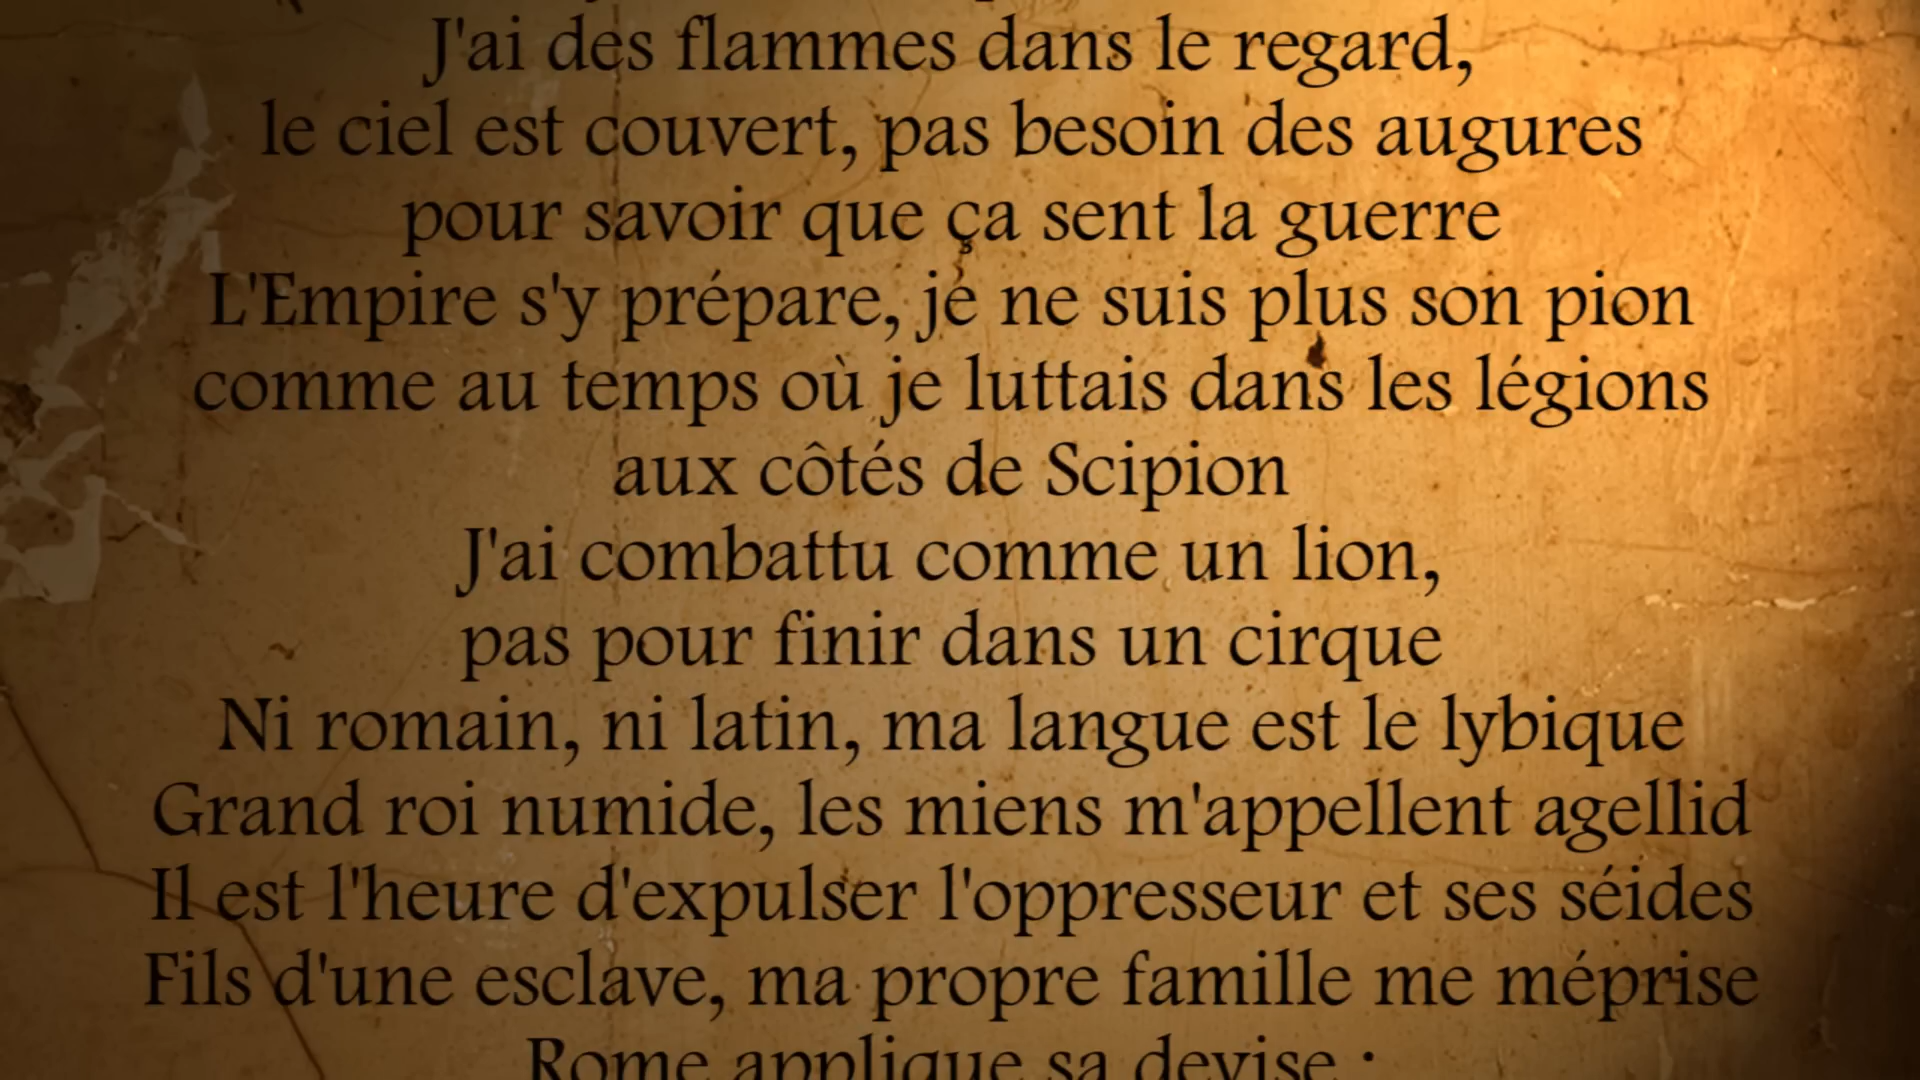 J'ai des flammes dans le regard,
le ciel est couvert, pas besoin des augures
pour savoir que ça sent la guerre
L'Empire s'y prépare, je ne suis plus son pion
comme au temps où je luttais dans les légions
aux côtés de Scipion
J'ai combattu comme un lion,
pas pour finir dans un cirque
Ni romain, ni latin, ma langue est le lybique
Grand roi numide, les miens m'appellent agellid
Il est l'heure d'expulser l'oppresseur et ses séides
Fils d'une esclave, ma propre famille me méprise
Rome applique sa devise :